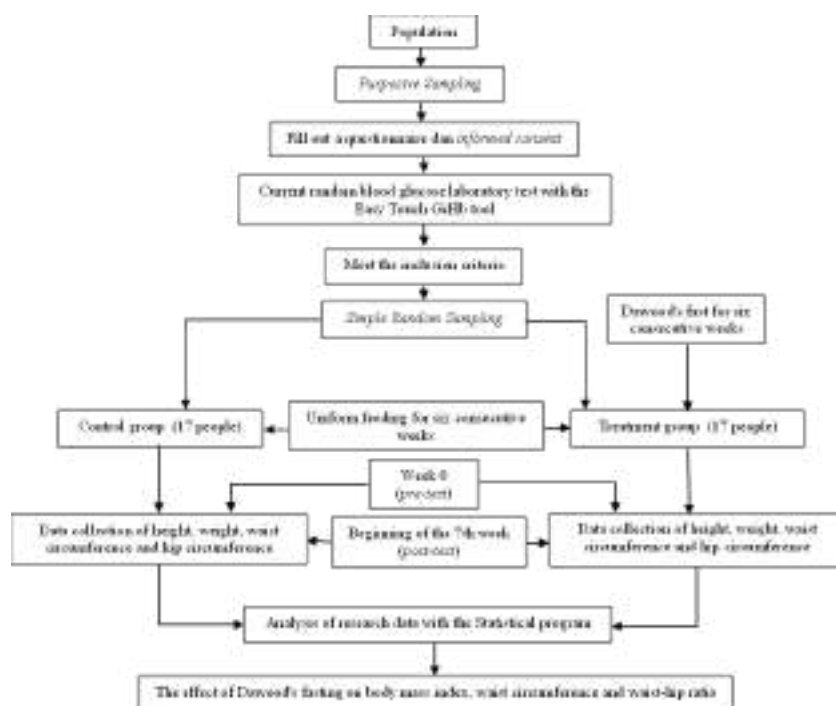 Population
Purposive Sampling
Fill out a questionnaire dan informed consent
Current random blood glucose laboratory test with the
Easy Touch GCHb tool
Meet the inclusion criteria
Simple Random Sampling
Dawood's fast for six
consecutive weeks
Control group (17 people)
Uniform feeding for six consecutive
weeks
Treatment group (17 people)
Week 0
(pre-test)
Data collection of height, weight, waist
circumference and hip circumference
Beginning of the 7th week
(post-test)
Data collection of height, weight, waist
circumference and hip circumference
Analysis of research data with the Statistical program
The effect of Dawood's fasting on body mass index, waist circumference and waist-hip ratio